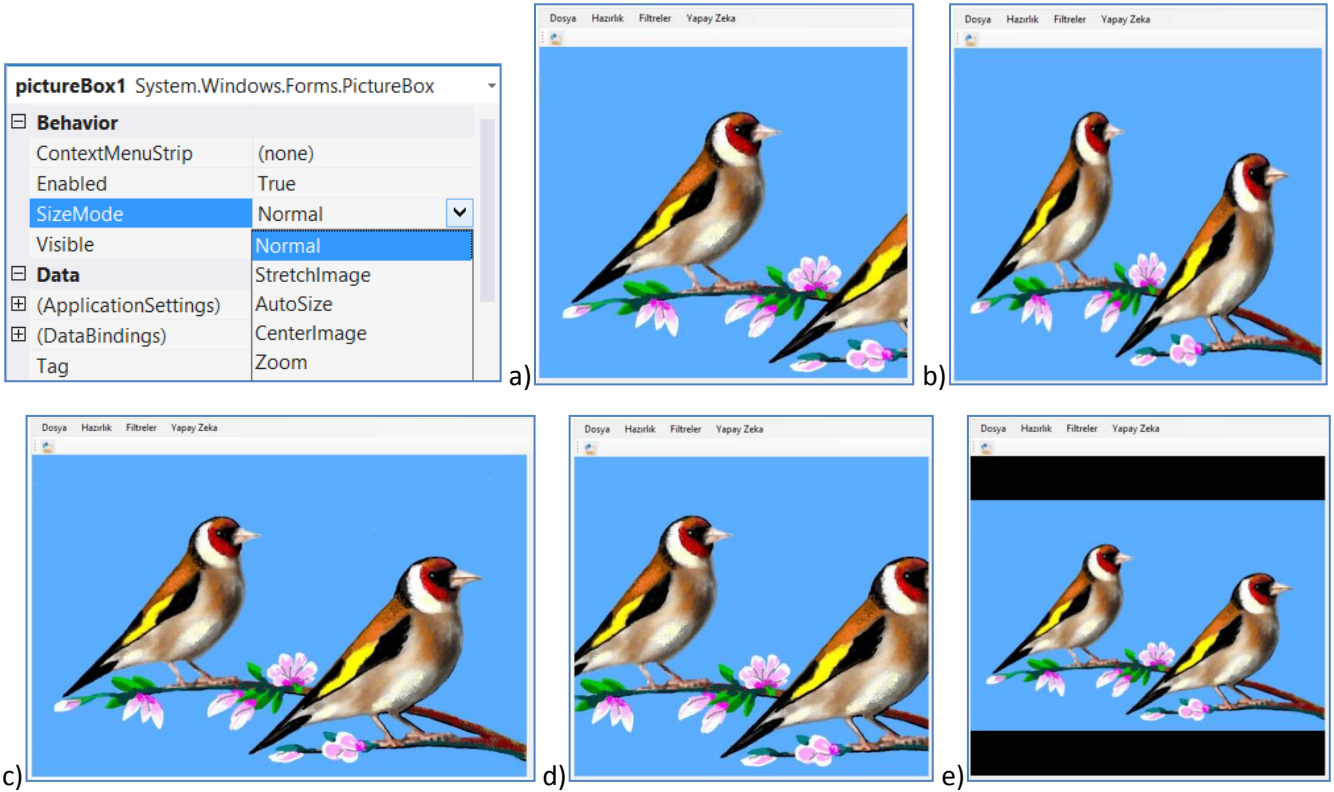 Dosya Hazırlık Filtreler Yapay Zeka
Dosya Hazırlık Filtreler Yapay Zeka
pictureBox1 System.Windows.Forms.PictureBox
Behavior
ContextMenuStrip (none)
Enabled True
SizeMode Normal
Visible Normal
StretchImage
Data
(ApplicationSettings) AutoSize
(DataBindings) CenterImage
Tag Zoom
a)
b)
Dosya Hazırlık Filtreler Yapay Zeka
Dosya Hazırlık Filtreler Yapay Zeka
Dosya Hazırlık Filtreler Yapay Zeka
c)
d)
e)